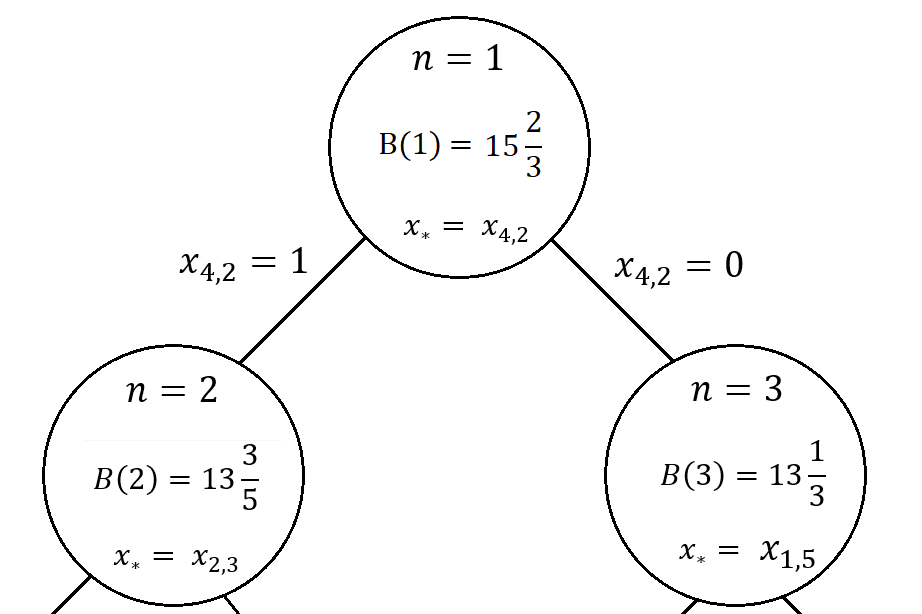 n = 1
B(1) = 15 2/3
x∗ = x₄,₂
x₄,₂ = 1
x₄,₂ = 0
n = 2
B(2) = 13 3/5
x∗ = x₂,₃
n = 3
B(3) = 13 1/3
x∗ = x₁,₅